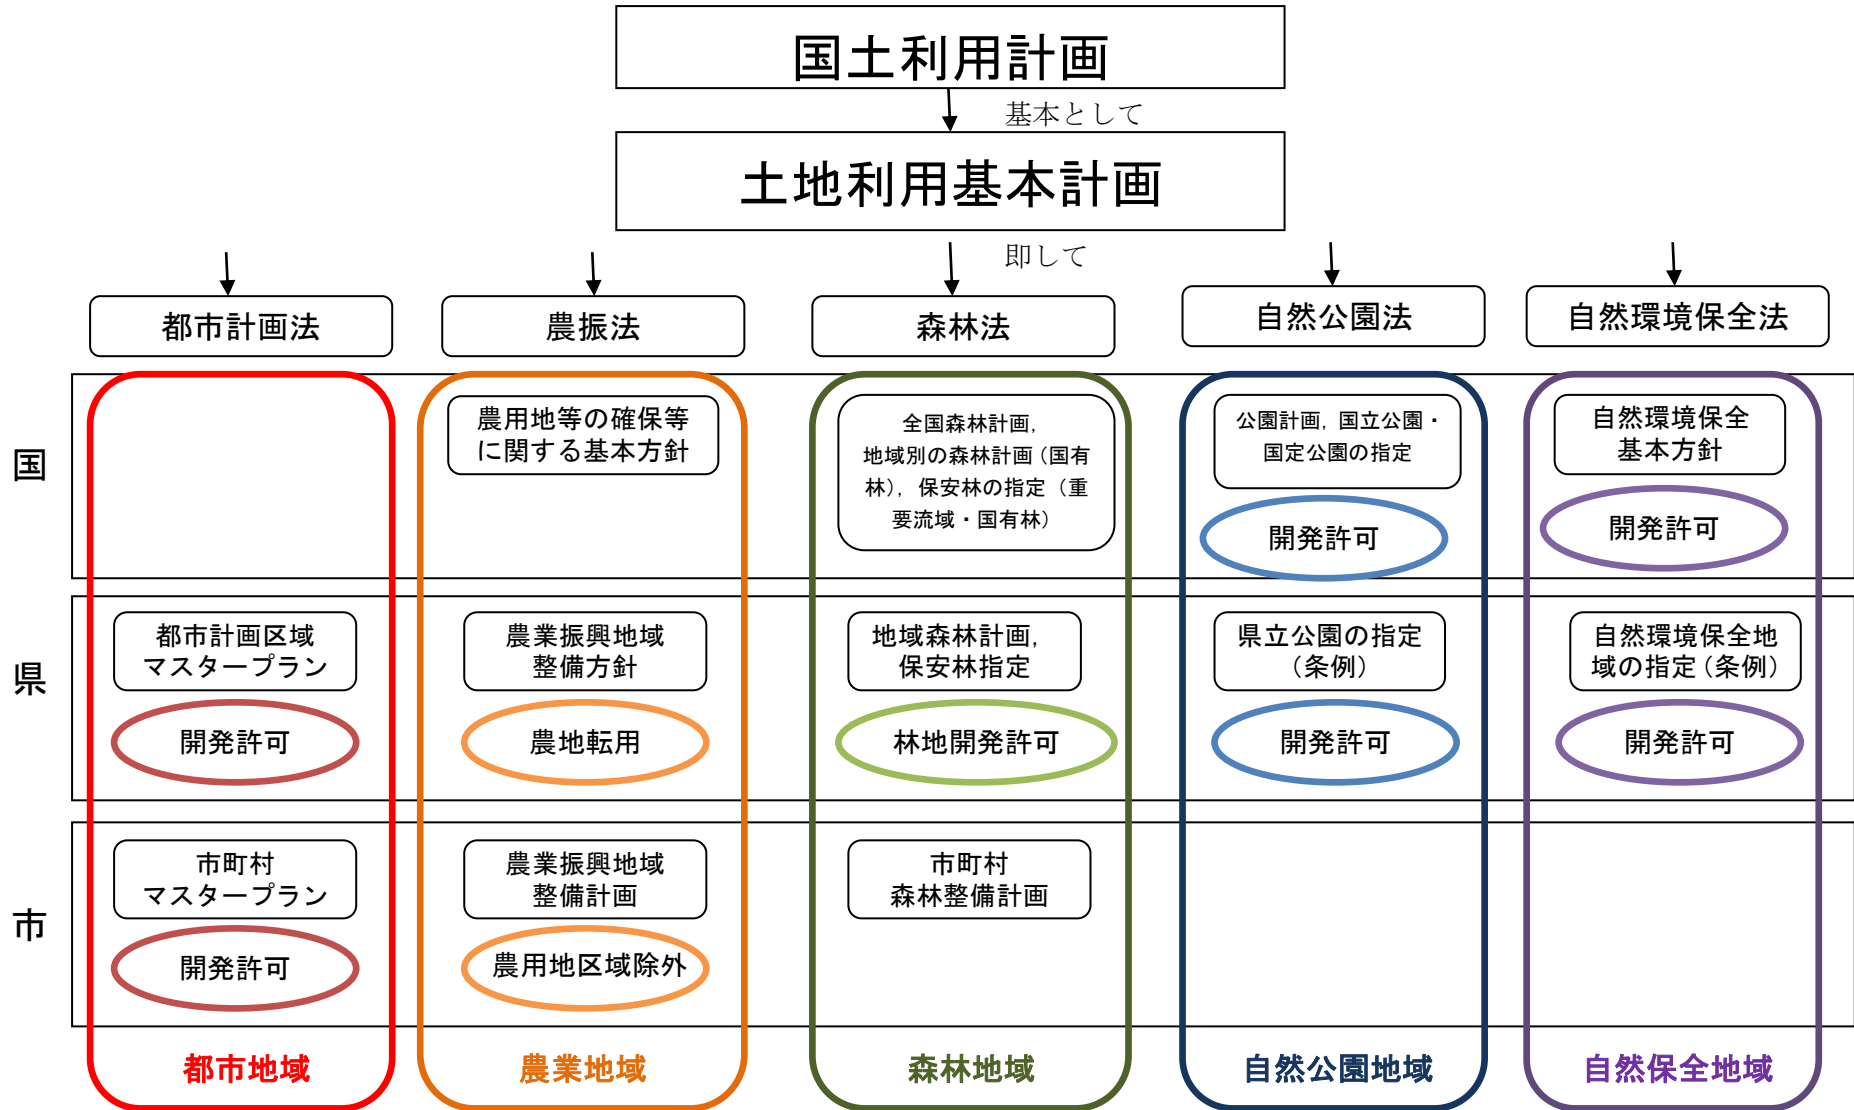 国土利用計画
基本として
土地利用基本計画
即して
都市計画法
農振法
森林法
自然公園法
自然環境保全法
国
農用地等の確保等
に関する基本方針
全国森林計画，
地域別の森林計画（国有
林），保安林の指定（重
要流域・国有林）
公園計画，国立公園・
国定公園の指定
開発許可
自然環境保全
基本方針
開発許可
県
都市計画区域
マスタープラン
開発許可
農業振興地域
整備方針
農地転用
地域森林計画，
保安林指定
林地開発許可
県立公園の指定
（条例）
開発許可
自然環境保全地
域の指定（条例）
開発許可
市
市町村
マスタープラン
開発許可
農業振興地域
整備計画
農用地区域除外
市町村
森林整備計画
都市地域
農業地域
森林地域
自然公園地域
自然保全地域